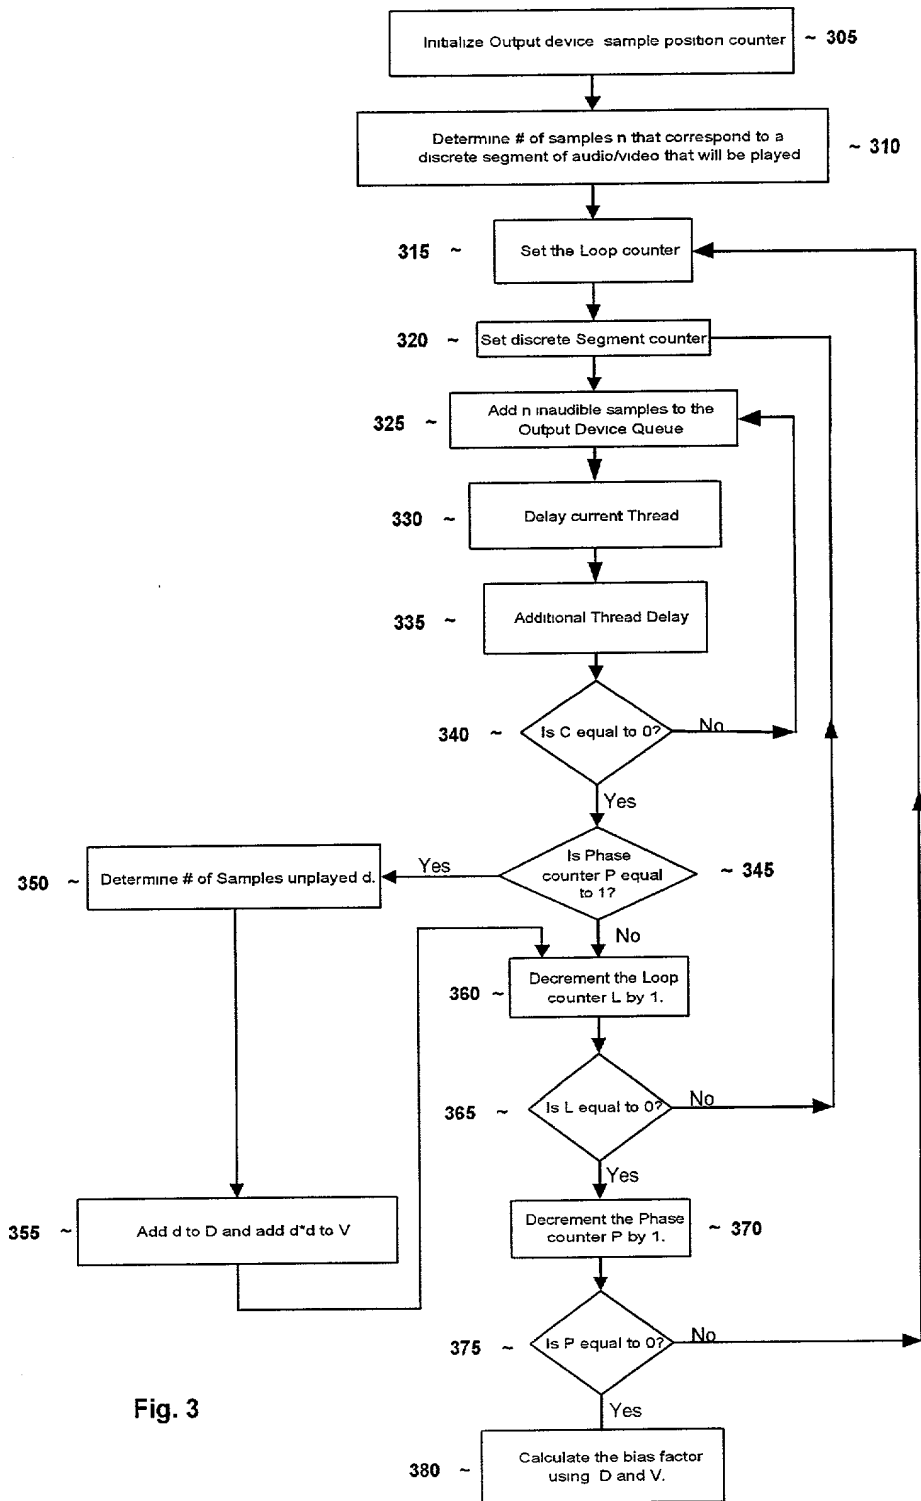 Initialize Output device sample position counter
~ 305
Determine # of samples n that correspond to a
discrete segment of audio/video that will be played
~ 310
315 ~
Set the Loop counter
320 ~
Set discrete Segment counter
325 ~
Add n inaudible samples to the
Output Device Queue
330 ~
Delay current Thread
335 ~
Additional Thread Delay
340 ~
Is C equal to 0?
No
Yes
350 ~
Determine # of Samples unplayed d.
Yes
Is Phase
counter P equal
to 1?
~ 345
No
360 ~
Decrement the Loop
counter L by 1.
365 ~
Is L equal to 0?
No
Yes
355 ~
Add d to D and add d*d to V
Decrement the Phase
counter P by 1.
~ 370
375 ~
Is P equal to 0?
No
Yes
Fig. 3
380 ~
Calculate the bias factor
using D and V.